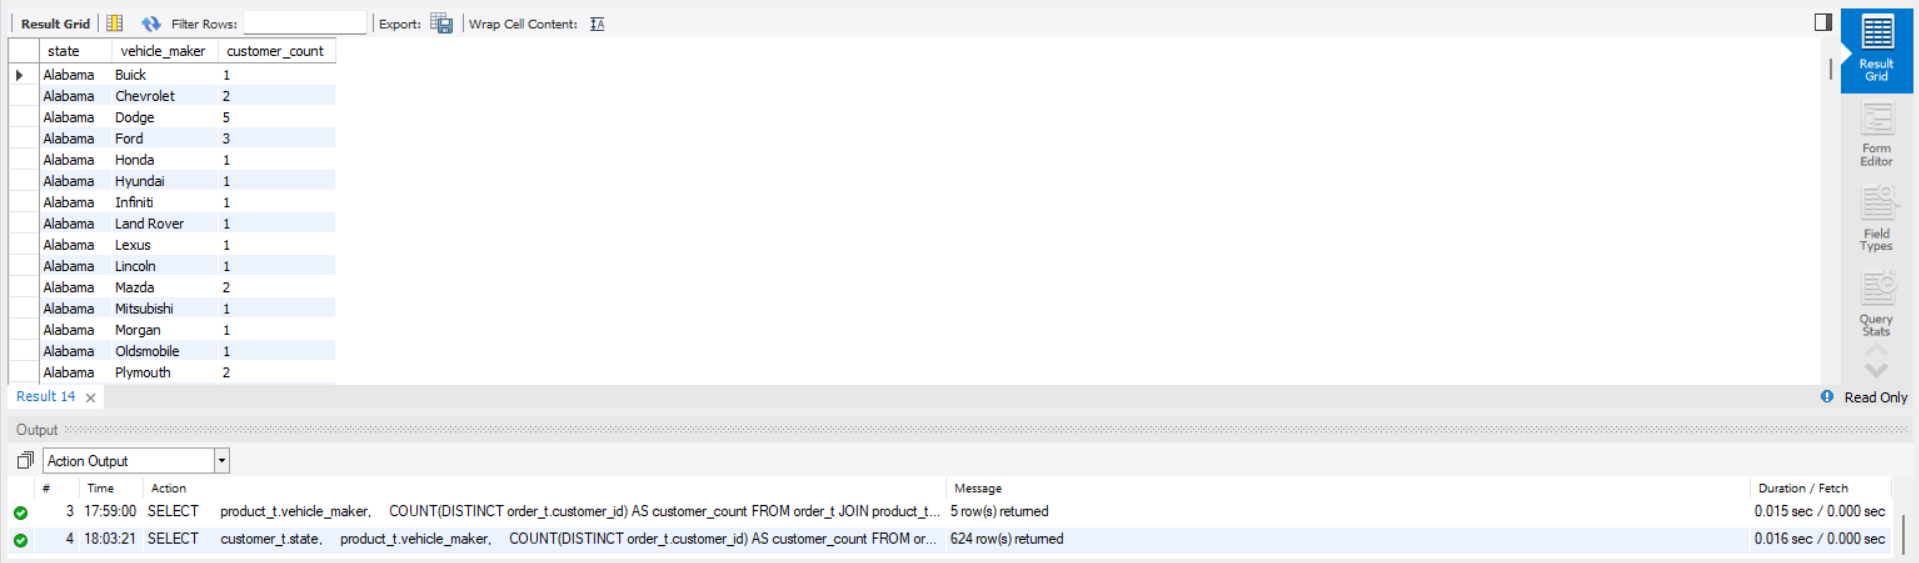 Result Grid Filter Rows: Export: Wrap Cell Content:
state vehicle_maker customer_count
Alabama Buick 1
Alabama Chevrolet 2
Alabama Dodge 5
Alabama Ford 3
Alabama Honda 1
Alabama Hyundai 1
Alabama Infiniti 1
Alabama Land Rover 1
Alabama Lexus 1
Alabama Lincoln 1
Alabama Mazda 2
Alabama Mitsubishi 1
Alabama Morgan 1
Alabama Oldsmobile 1
Alabama Plymouth 2
Result
Grid
Form
Editor
Field
Types
Query
Stats
Result 14 Read Only
Output
Action Output
# Time Action Message Duration / Fetch
3 17:59:00 SELECT product_t.vehicle_maker, COUNT(DISTINCT order_t.customer_id) AS customer_count FROM order_t JOIN product_t... 5 row(s) returned 0.015 sec / 0.000 sec
4 18:03:21 SELECT customer_t.state, product_t.vehicle_maker, COUNT(DISTINCT order_t.customer_id) AS customer_count FROM or... 624 row(s) returned 0.016 sec / 0.000 sec